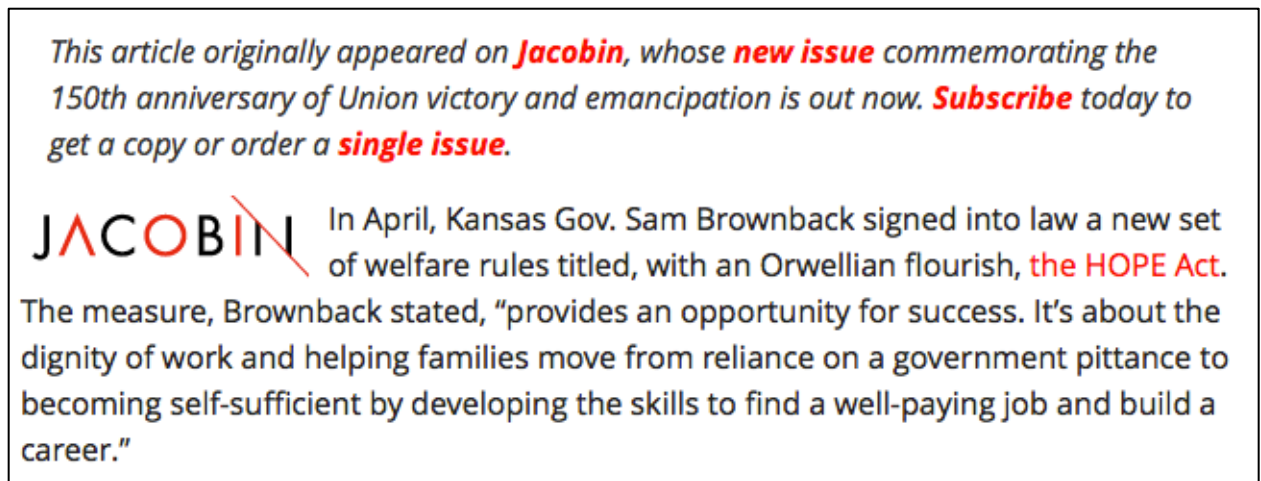 This article originally appeared on Jacobin, whose new issue commemorating the
150th anniversary of Union victory and emancipation is out now. Subscribe today to
get a copy or order a single issue.
JACOBIN
In April, Kansas Gov. Sam Brownback signed into law a new set
of welfare rules titled, with an Orwellian flourish, the HOPE Act.
The measure, Brownback stated, “provides an opportunity for success. It’s about the
dignity of work and helping families move from reliance on a government pittance to
becoming self-sufficient by developing the skills to find a well-paying job and build a
career.”